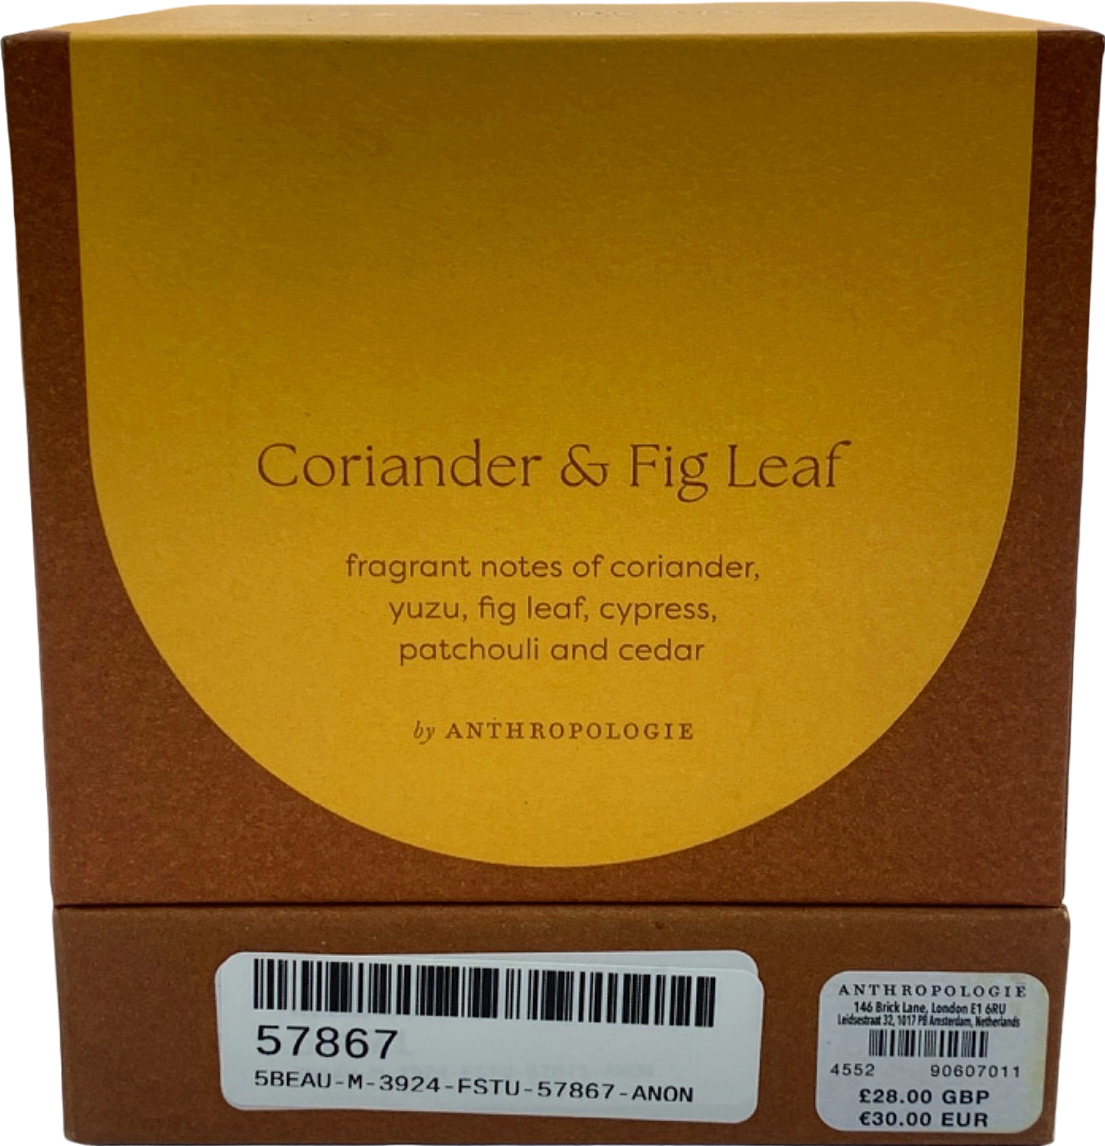 Coriander & Fig Leaf
fragrant notes of coriander,
yuzu, fig leaf, cypress,
patchouli and cedar
by ANTHROPOLOGIE
57867
5BEAU-M-3924-FSTU-57867-ANON
ANTHROPOLOGIE
146 Brick Lane, London E1 6RU
Leidsestraat 32, 1017 PB Amsterdam, Netherlands
4552 90607011
£28.00 GBP
€30.00 EUR